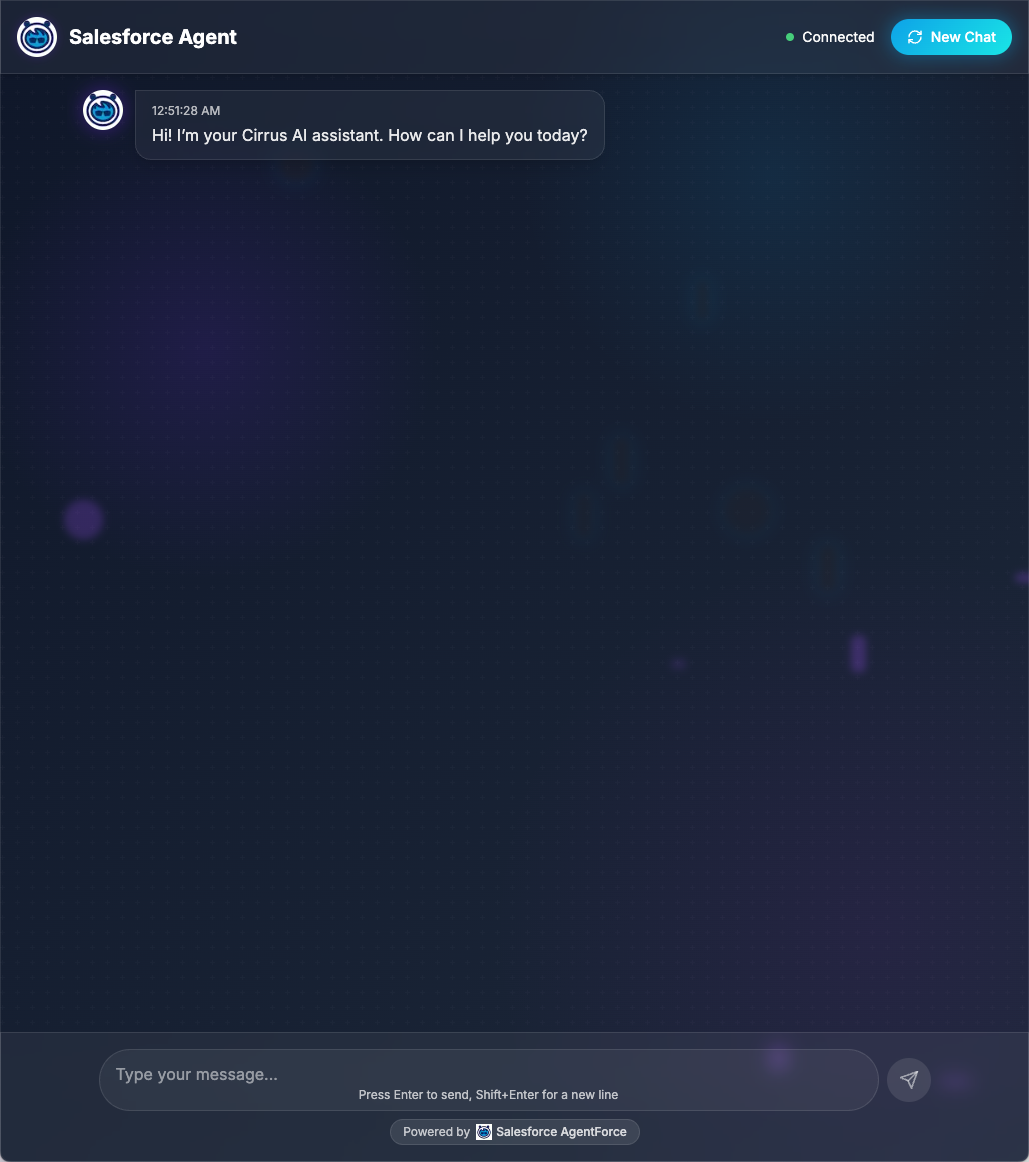 Salesforce Agent
Connected
New Chat
12:51:28 AM
Hi! I’m your Cirrus AI assistant. How can I help you today?
Type your message...
Press Enter to send, Shift+Enter for a new line
Powered by Salesforce AgentForce